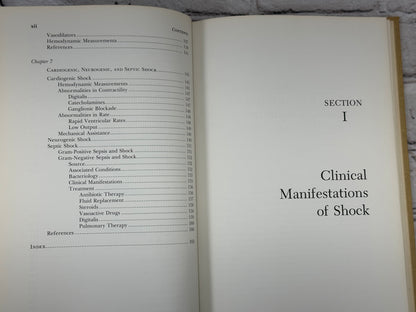 xii
Contents
Vasodilators
Hemodynamic Measurements
References
Chapter 7
Cardiogenic, Neurogenic, and Septic Shock
Cardiogenic Shock
Hemodynamic Measurements
Abnormalities in Contractility
Digitalis
Catecholamines
Ganglionic Blockade
Abnormalities in Rate
Rapid Ventricular Rates
Low Output
Mechanical Assistance
Neurogenic Shock
Septic Shock
Gram-Positive Sepsis and Shock
Gram-Negative Sepsis and Shock
Source
Associated Conditions
Bacteriology
Clinical Manifestations
Treatment
Antibiotic Therapy
Fluid Replacement
Steroids
Vasoactive Drugs
Digitalis
Pulmonary Therapy
References
Index
SECTION
I
Clinical
Manifestations
of Shock